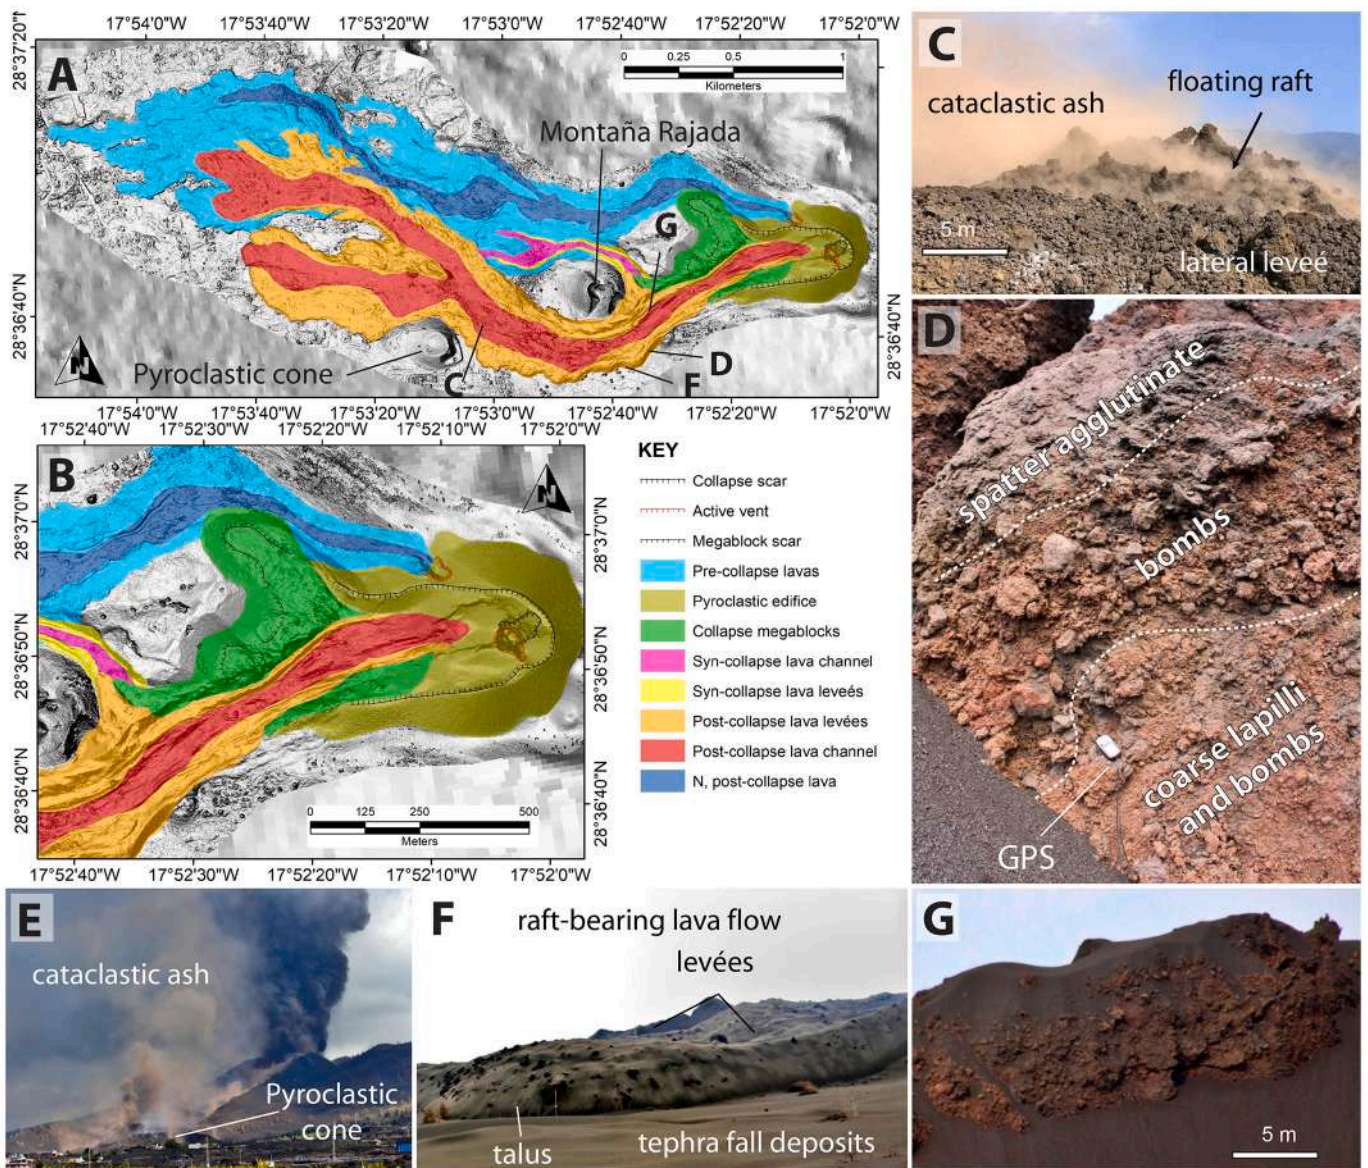 17°54'0"W 17°53'40"W 17°53'20"W 17°53'0"W 17°52'40"W 17°52'20"W 17°52'0"W
28°37'20"N
28°36'40"N
A
0 0.25 0.5 1
Kilometers
Montaña Rajada
G
Pyroclastic cone
C
D
F
N
28°36'40"N
17°54'0"W 17°53'40"W 17°53'20"W 17°53'0"W 17°52'40"W 17°52'20"W 17°52'0"W
17°52'40"W 17°52'30"W 17°52'20"W 17°52'10"W 17°52'0"W
B
N
28°37'0"N
28°36'50"N
28°36'40"N
28°37'0"N
28°36'50"N
28°36'40"N
0 125 250 500
Meters
17°52'40"W 17°52'30"W 17°52'20"W 17°52'10"W 17°52'0"W
KEY
Collapse scar
Active vent
Megablock scar
Pre-collapse lavas
Pyroclastic edifice
Collapse megablocks
Syn-collapse lava channel
Syn-collapse lava leveés
Post-collapse lava levées
Post-collapse lava channel
N, post-collapse lava
C
floating raft
cataclastic ash
5 m
lateral leveé
D
spatter agglutinate
bombs
coarse lapilli
and bombs
GPS
E
cataclastic ash
Pyroclastic
cone
F
raft-bearing lava flow
levées
talus
tephra fall deposits
G
5 m